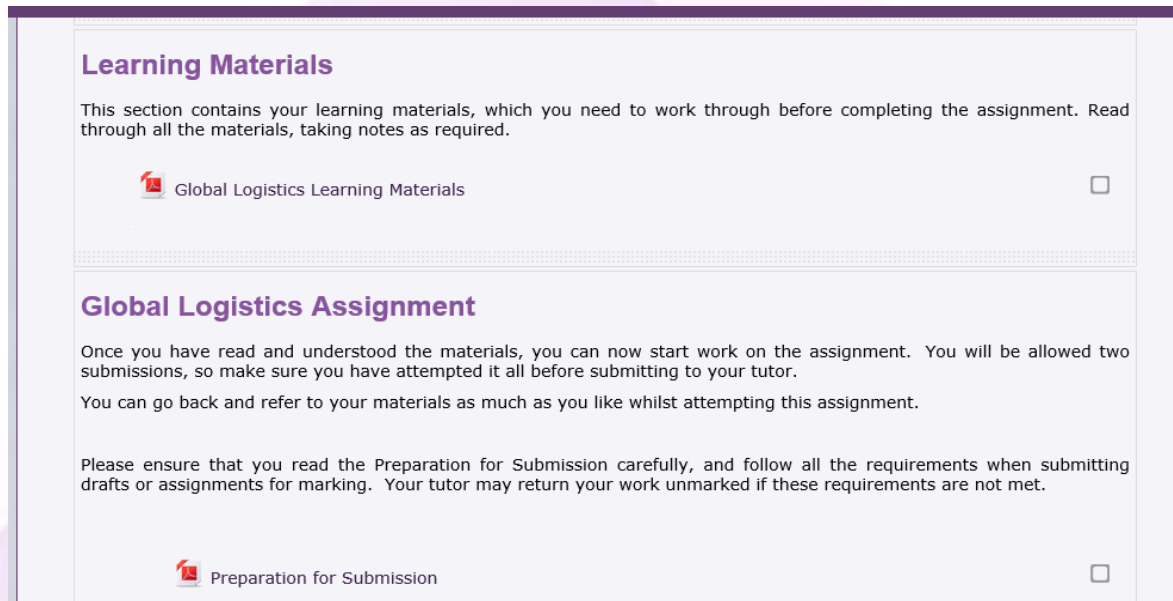 Learning Materials
This section contains your learning materials, which you need to work through before completing the assignment. Read
through all the materials, taking notes as required.
Global Logistics Learning Materials
Global Logistics Assignment
Once you have read and understood the materials, you can now start work on the assignment.  You will be allowed two
submissions, so make sure you have attempted it all before submitting to your tutor.
You can go back and refer to your materials as much as you like whilst attempting this assignment.
Please ensure that you read the Preparation for Submission carefully, and follow all the requirements when submitting
drafts or assignments for marking.  Your tutor may return your work unmarked if these requirements are not met.
Preparation for Submission